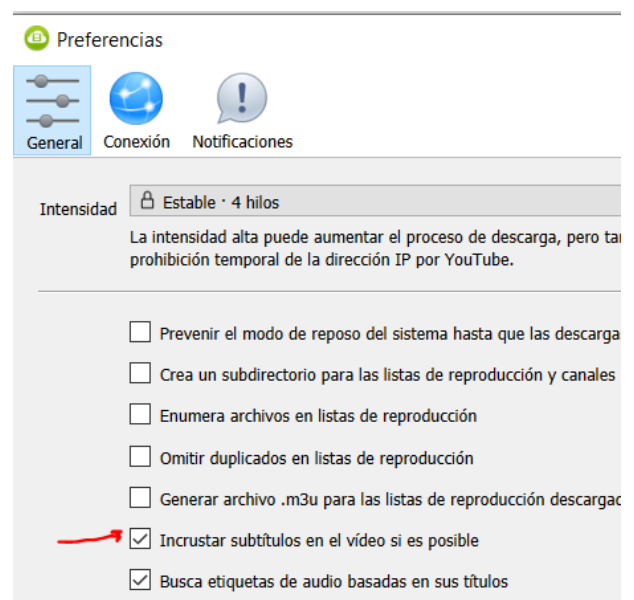 Preferencias
General Conexión Notificaciones
Intensidad Estable · 4 hilos
La intensidad alta puede aumentar el proceso de descarga, pero
prohibición temporal de la dirección IP por YouTube.
Prevenir el modo de reposo del sistema hasta que las
Crea un subdirectorio para las listas de reproducción y canales
Enumera archivos en listas de reproducción
Omitir duplicados en listas de reproducción
Generar archivo .m3u para las listas de reproducción
Incrustar subtítulos en el vídeo si es posible
Busca etiquetas de audio basadas en sus títulos